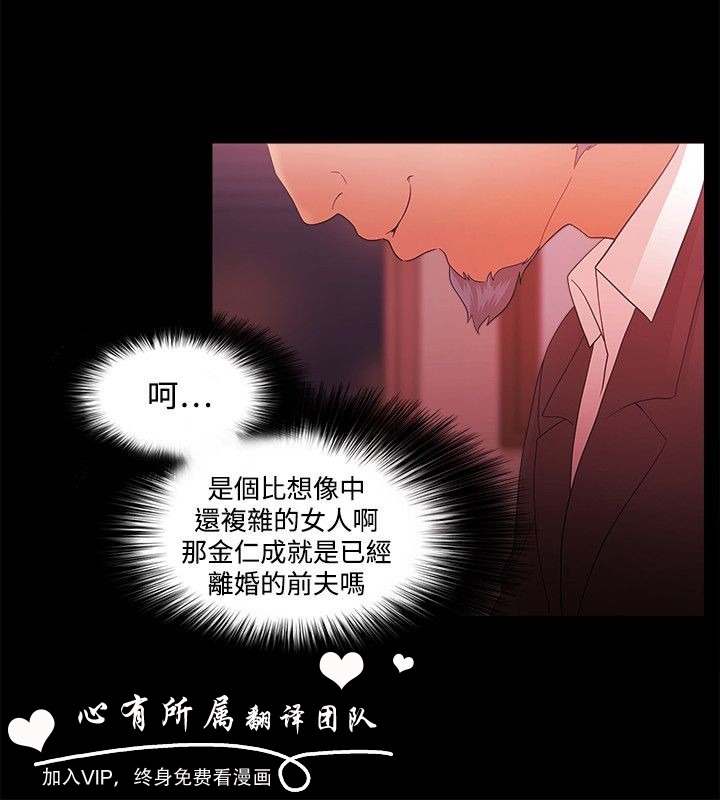 呵...
是個比想像中
還複雜的女人啊
那金仁成就是已經
離婚的前夫嗎
心有所属翻译团队
加入VIP，终身免费看漫画